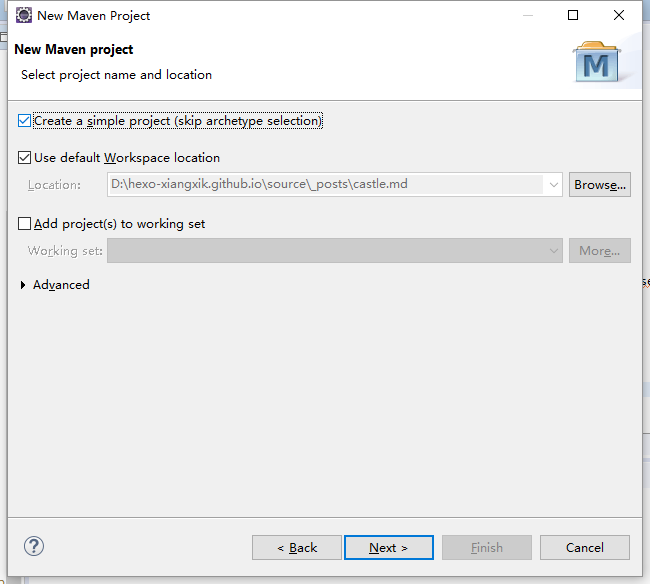 New Maven Project
New Maven project
Select project name and location
M
Create a simple project (skip archetype selection)
Use default Workspace location
Location: D:\hexo-xiangxik.github.io\source\_posts\castle.md Browse...
Add project(s) to working set
Working set: More...
Advanced
? < Back Next > Finish Cancel